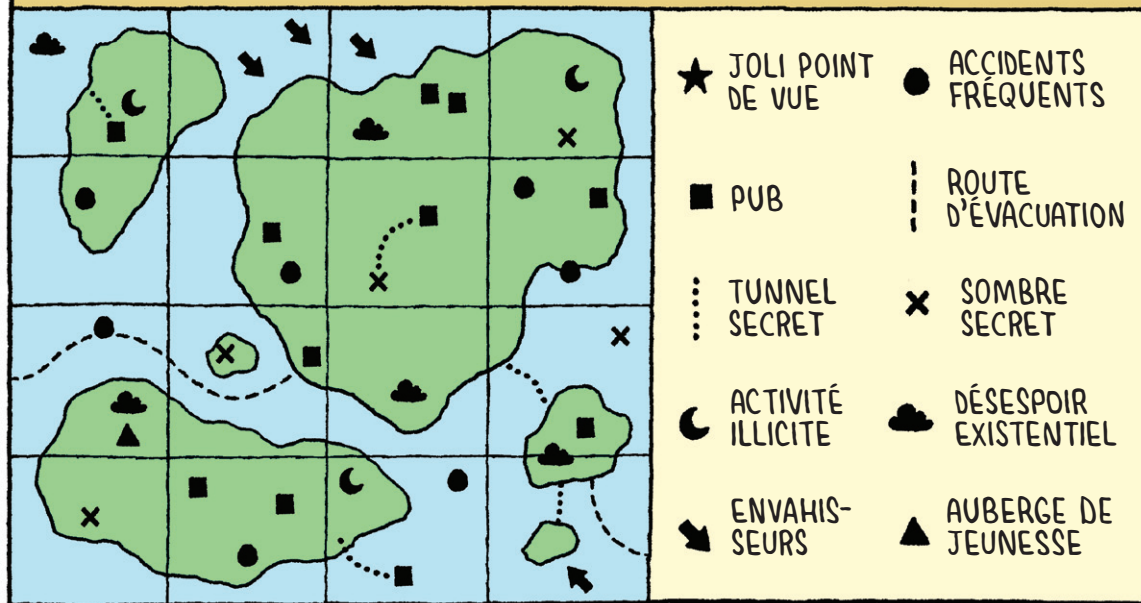 JOLI POINT
DE VUE
ACCIDENTS
FRÉQUENTS
PUB
ROUTE
D'ÉVACUATION
TUNNEL
SECRET
SOMBRE
SECRET
ACTIVITÉ
ILLICITE
DÉSESPOIR
EXISTENTIEL
ENVAHIS-
SEURS
AUBERGE DE
JEUNESSE